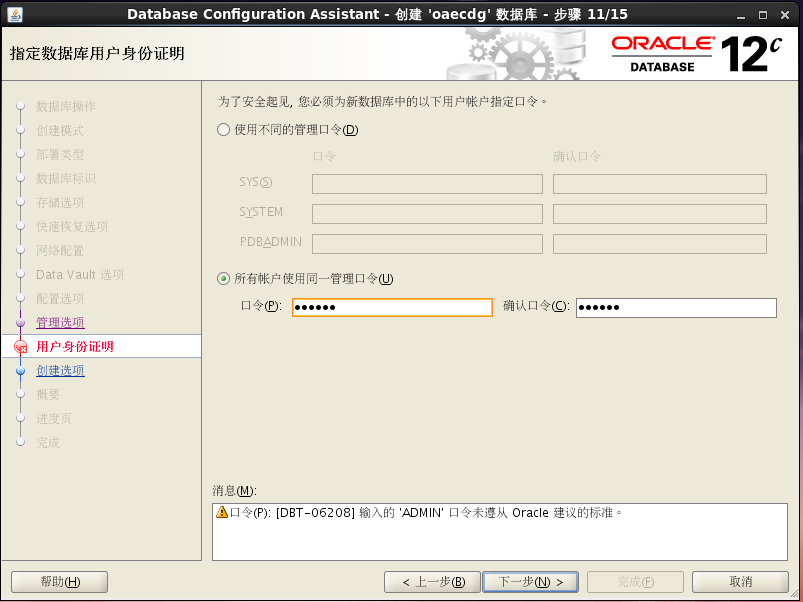 Database Configuration Assistant - 创建 'oaecdg' 数据库 - 步骤 11/15
指定数据库用户身份证明
ORACLE
DATABASE
12c
数据库操作
创建模式
部署类型
数据库标识
存储选项
快速恢复选项
网络配置
Data Vault 选项
配置选项
管理选项
用户身份证明
创建选项
概要
进度页
完成
为了安全起见, 您必须为新数据库中的以下用户帐户指定口令。
使用不同的管理口令(D)
口令 确认口令
SYS(S)
SYSTEM
PDBADMIN
所有帐户使用同一管理口令(U)
口令(P): ●●●●●● 确认口令(C): ●●●●●●
消息(M):
口令(P): [DBT-06208] 输入的 'ADMIN' 口令未遵从 Oracle 建议的标准。
帮助(H) < 上一步(B) 下一步(N) > 完成(F) 取消